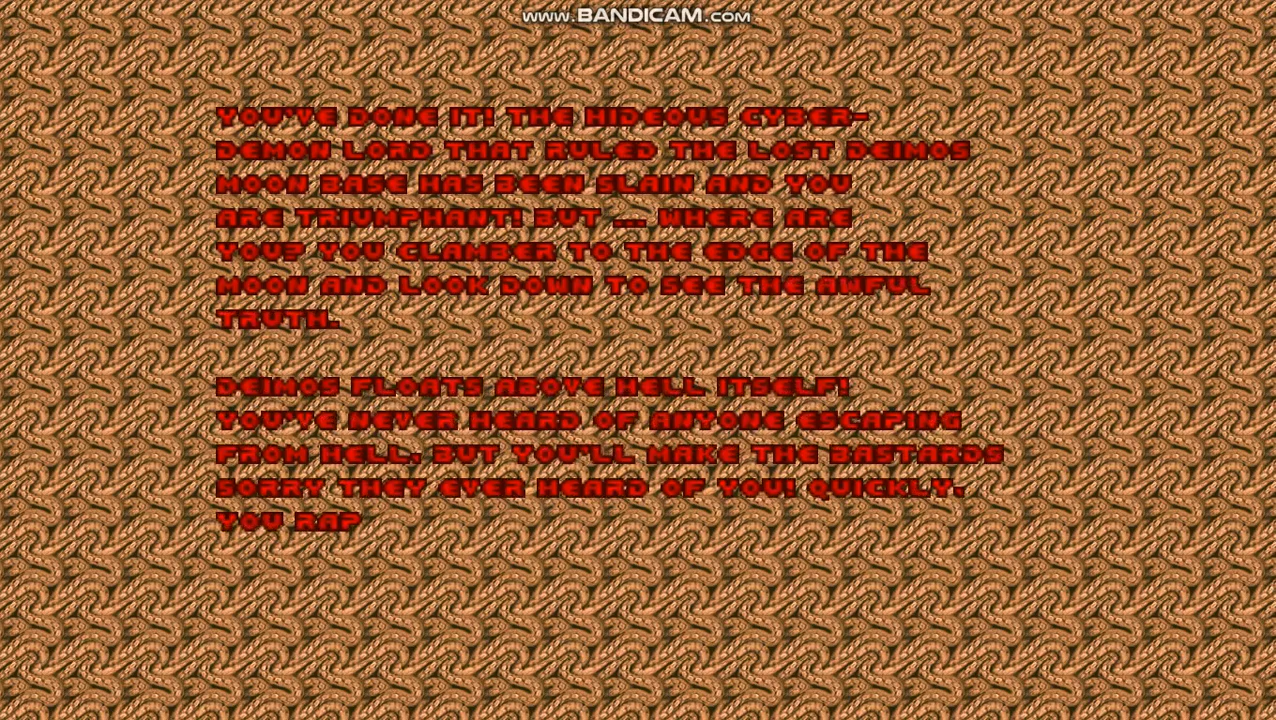 www.BANDICAM.com
YOU'VE DONE IT! THE HIDEOUS CYBER-
DEMON LORD THAT RULED THE LOST DEIMOS
MOON BASE HAS BEEN SLAIN AND YOU
ARE TRIUMPHANT! BUT ... WHERE ARE
YOU? YOU CLAMBER TO THE EDGE OF THE
MOON AND LOOK DOWN TO SEE THE AWFUL
TRUTH.
DEIMOS FLOATS ABOVE HELL ITSELF!
YOU'VE NEVER HEARD OF ANYONE ESCAPING
FROM HELL, BUT YOU'LL MAKE THE BASTARDS
SORRY THEY EVER HEARD OF YOU! QUICKLY,
YOU RAP